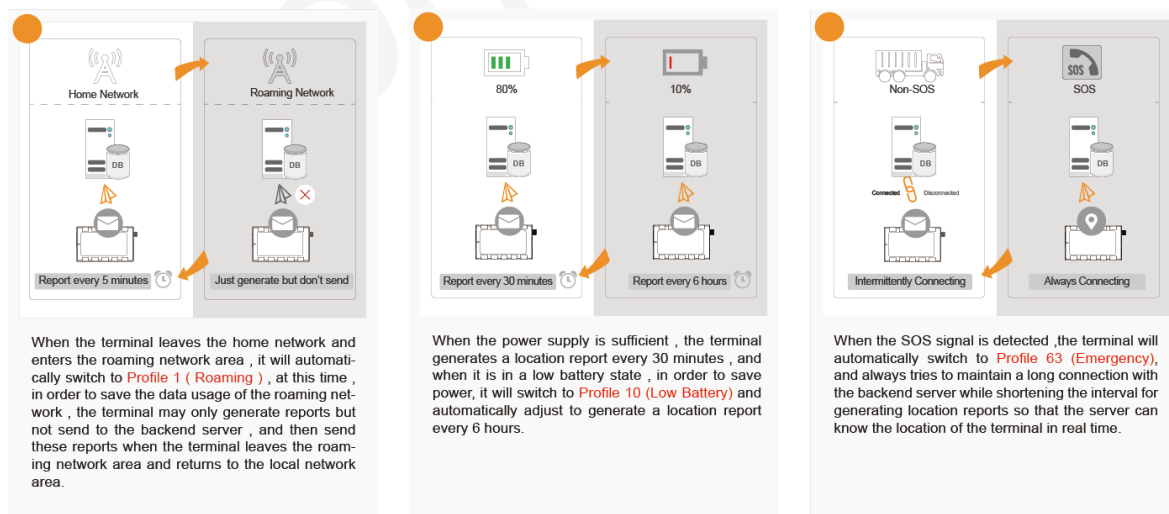 Home Network
Roaming Network
DB
DB
Report every 5 minutes
Just generate but don't send
When the terminal leaves the home network and
enters the roaming network area , it will automati-
cally switch to Profile 1 ( Roaming ) , at this time ,
in order to save the data usage of the roaming net-
work , the terminal may only generate reports but
not send to the backend server , and then send
these reports when the terminal leaves the roam-
ing network area and returns to the local network
area.
80%
10%
DB
DB
Report every 30 minutes
Report every 6 hours
When the power supply is sufficient , the terminal
generates a location report every 30 minutes , and
when it is in a low battery state , in order to save
power, it will switch to Profile 10 (Low Battery) and
automatically adjust to generate a location report
every 6 hours.
SOS
Non-SOS
SOS
DB
DB
Connected
Disconnected
Intermittently Connecting
Always Connecting
When the SOS signal is detected ,the terminal will
automatically switch to Profile 63 (Emergency),
and always tries to maintain a long connection with
the backend server while shortening the interval for
generating location reports so that the server can
know the location of the terminal in real time.